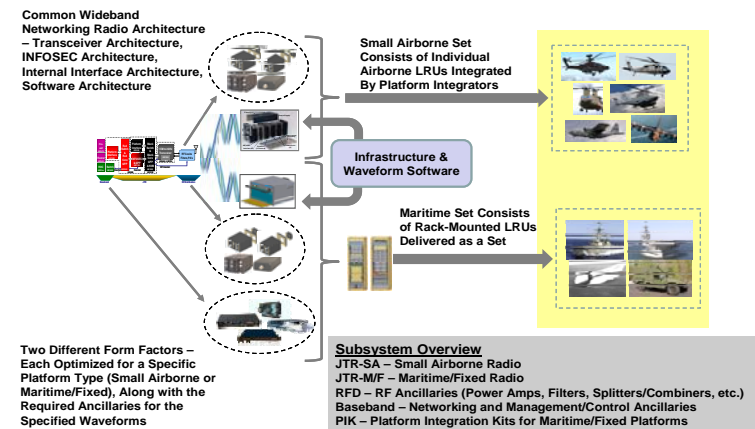 Common Wideband
Networking Radio Architecture
– Transceiver Architecture,
INFOSEC Architecture,
Internal Interface Architecture,
Software Architecture
Small Airborne Set
Consists of Individual
Airborne LRUs Integrated
By Platform Integrators
Infrastructure &
Waveform Software
Maritime Set Consists
of Rack-Mounted LRUs
Delivered as a Set
Two Different Form Factors –
Each Optimized for a Specific
Platform Type (Small Airborne or
Maritime/Fixed), Along with the
Required Ancillaries for the
Specified Waveforms
Subsystem Overview
JTR-SA – Small Airborne Radio
JTR-M/F – Maritime/Fixed Radio
RFD – RF Ancillaries (Power Amps, Filters, Splitters/Combiners, etc.)
Baseband – Networking and Management/Control Ancillaries
PIK – Platform Integration Kits for Maritime/Fixed Platforms